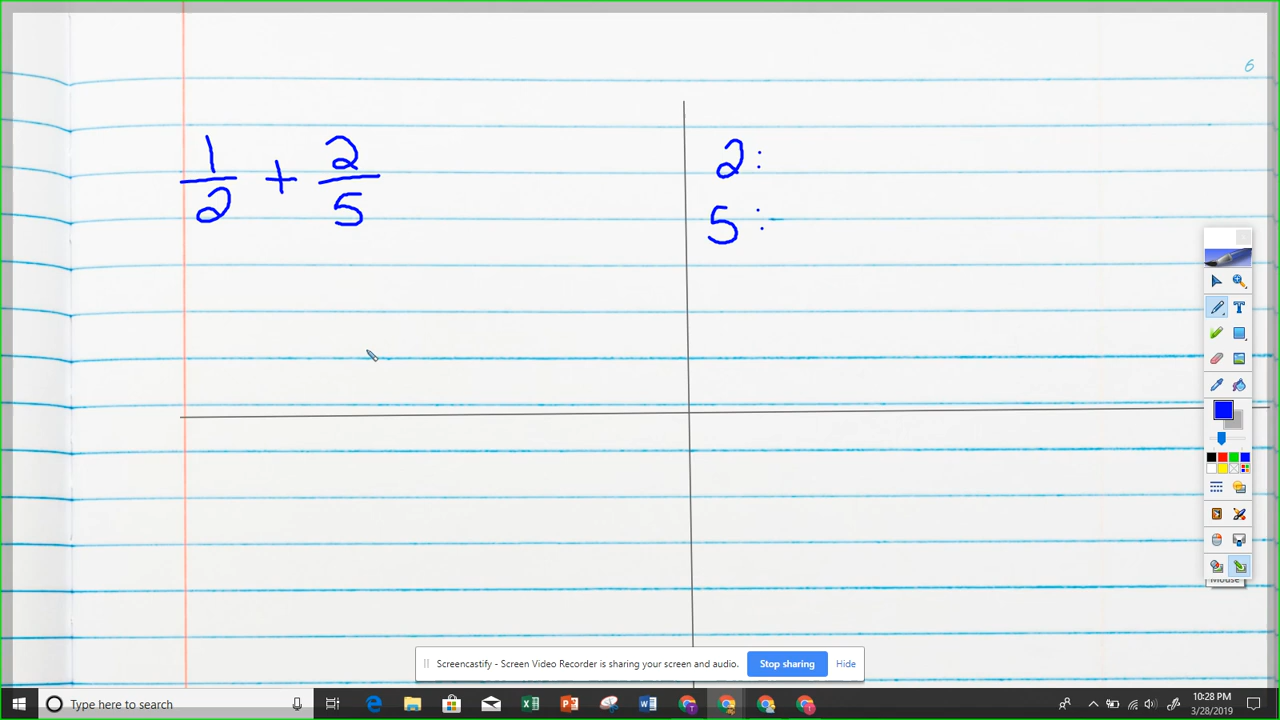 6
1/2 + 2/5
2:
5:
Mouse
Screencastify - Screen Video Recorder is sharing your screen and audio. Stop sharing Hide
Type here to search
10:28 PM
3/28/2019